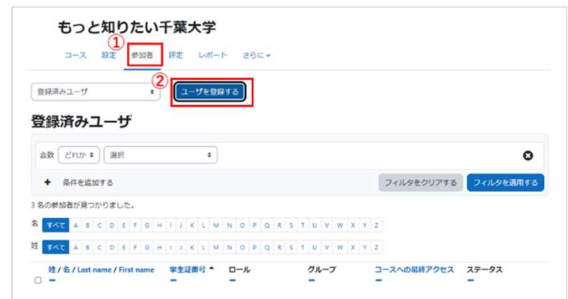 もっと知りたい千葉大学
①
コース 設定 参加者 評定 レポート さらに
②
登録済みユーザ ユーザを登録する
登録済みユーザ
合致 どれか 選択
+ 条件を追加する フィルタをクリアする フィルタを適用する
3 名の参加者が見つかりました。
名 すべて A B C D E F G H I J K L M N O P Q R S T U V W X Y Z
姓 すべて A B C D E F G H I J K L M N O P Q R S T U V W X Y Z
姓 / 名 / Last name / First name 学生証番号 ロール グループ コースへの最終アクセス ステータス